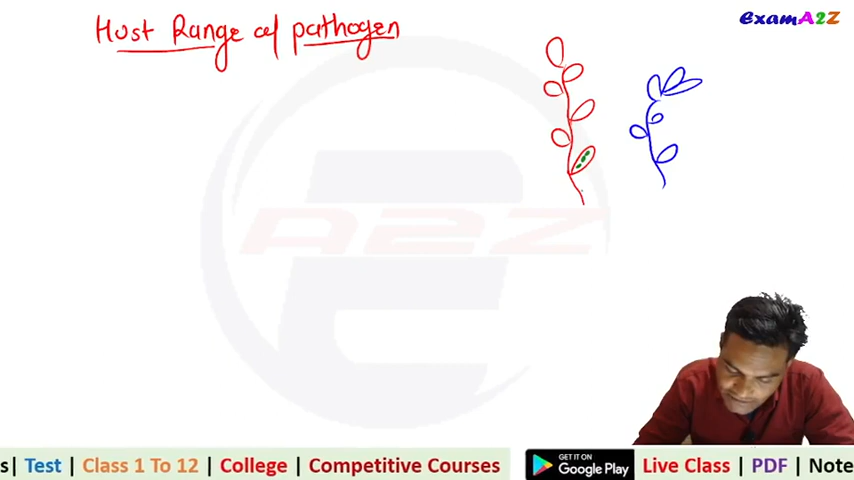 Host Range of pathogen
ExamA2Z
A2Z
s| Test | Class 1 To 12 | College | Competitive Courses
GET IT ON
Google Play
Live Class | PDF | Note